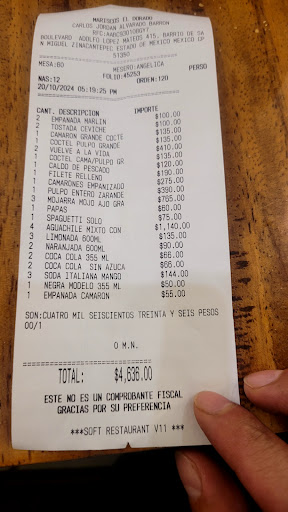 MARISCOS EL DORADO
CARLOS JORDAN ALVARADO BARRON
BOULEVARD ADOLFO LOPEZ MATEOS 415, BARRIO DE SA
N MIGUEL ZINACANTEPEC ESTADO DE MEXICO MEXICO CP
51350
MESA:80 MESERO:ANGELICA PERSO
FOLIO:45253
NAS:12 ORDEN:120
20/10/2024 05:19:25 PM
CANT. DESCRIPCION IMPORTE
2 EMPANADA MARLIN $100.00
2 TOSTADA CEVICHE $100.00
1 CAMARON GRANDE COCTE $135.00
1 COCTEL PULPO GRANDE $135.00
2 VUELVE A LA VIDA $410.00
1 COCTEL CAMA/PULPO GR $135.00
1 CALDO DE PESCADO $120.00
1 FILETE RELLENO $190.00
1 CAMARONES EMPANIZADO $275.00
1 PULPO ENTERO ZARANDE $390.00
3 MOJARRA MOJO AJO GRA $765.00
1 PAPAS $60.00
1 SPAGUETTI SOLO $75.00
4 AGUACHILE MIXTO CON $1,140.00
3 LIMONADA 600ML $135.00
2 NARANJADA 600ML $90.00
2 COCA COLA 355 ML $66.00
2 COCA COLA SIN AZUCA $66.00
3 SODA ITALIANA MANGO $144.00
1 NEGRA MODELO 355 ML $50.00
1 EMPANADA CAMARON $55.00
SON:CUATRO MIL SEISCIENTOS TREINTA Y SEIS PESOS
00/1
0 M.N.
TOTAL: $4,636.00
ESTE NO ES UN COMPROBANTE FISCAL
GRACIAS POR SU PREFERENCIA
***SOFT RESTAURANT V11 ***